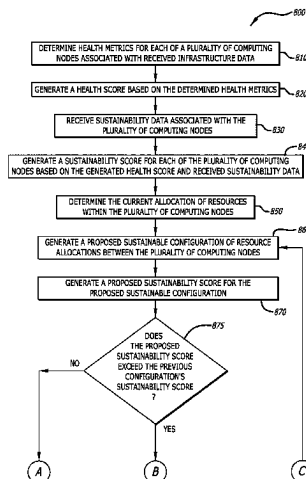 800
DETERMINE HEALTH METRICS FOR EACH OF A PLURALITY OF COMPUTING
NODES ASSOCIATED WITH RECEIVED INFRASTRUCTURE DATA
810
GENERATE A HEALTH SCORE BASED ON THE DETERMINED HEALTH METRICS
820
RECEIVE SUSTAINABILITY DATA ASSOCIATED WITH THE
PLURALITY OF COMPUTING NODES
830
GENERATE A SUSTAINABILITY SCORE FOR EACH OF THE PLURALITY OF COMPUTING
NODES BASED ON THE GENERATED HEALTH SCORE AND RECEIVED SUSTAINABILITY DATA
DETERMINE THE CURRENT ALLOCATION OF RESOURCES
WITHIN THE PLURALITY OF COMPUTING NODES
850
GENERATE A PROPOSED SUSTAINABLE CONFIGURATION OF RESOURCE
ALLOCATIONS BETWEEN THE PLURALITY OF COMPUTING NODES
GENERATE A PROPOSED SUSTAINABILITY SCORE FOR THE
PROPOSED SUSTAINABLE CONFIGURATION
870
DOES
THE PROPOSED
SUSTAINABILITY SCORE
EXCEED THE PREVIOUS
CONFIGURATION'S
SUSTAINABILITY SCORE
?
875
NO
YES
A
B
C